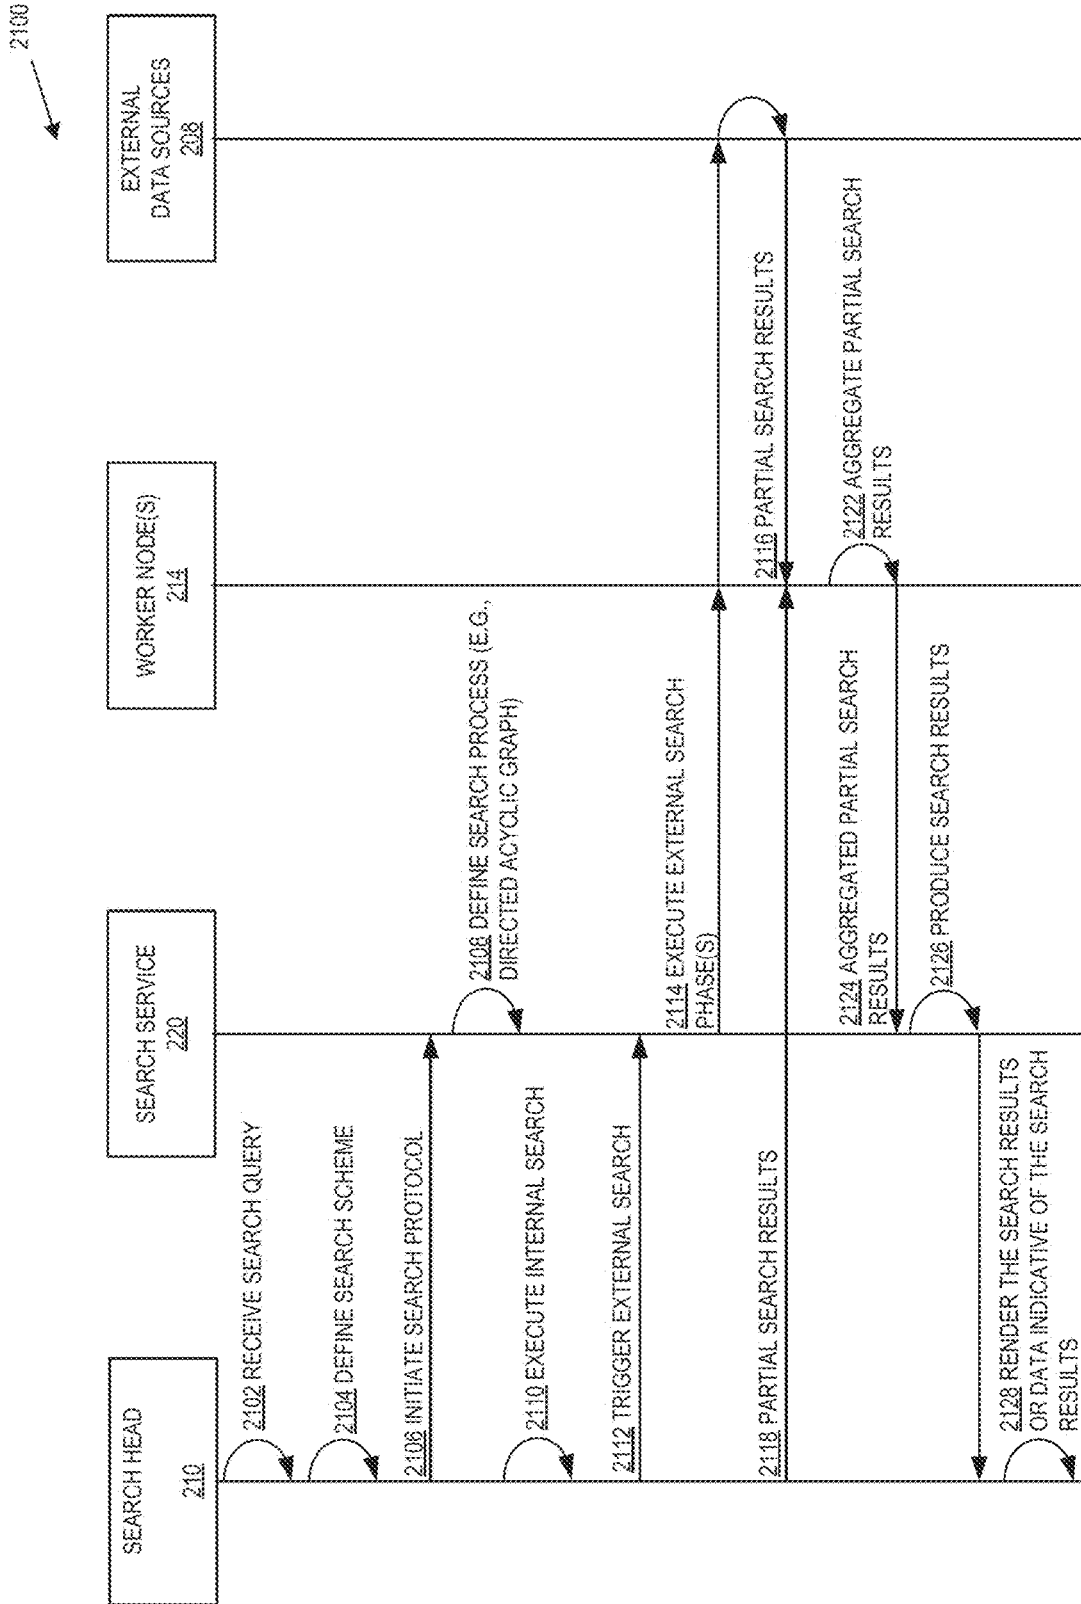 2100
SEARCH HEAD
210
SEARCH SERVICE
220
WORKER NODE(S)
214
EXTERNAL
DATA SOURCES
208
2102 RECEIVE SEARCH QUERY
2104 DEFINE SEARCH SCHEME
2106 INITIATE SEARCH PROTOCOL
2108 DEFINE SEARCH PROCESS (E.G.,
DIRECTED ACYCLIC GRAPH)
2110 EXECUTE INTERNAL SEARCH
2112 TRIGGER EXTERNAL SEARCH
2114 EXECUTE EXTERNAL SEARCH
PHASE(S)
2116 PARTIAL SEARCH RESULTS
2118 PARTIAL SEARCH RESULTS
2122 AGGREGATE PARTIAL SEARCH
RESULTS
2124 AGGREGATED PARTIAL SEARCH
RESULTS
2126 PRODUCE SEARCH RESULTS
2128 RENDER THE SEARCH RESULTS
OR DATA INDICATIVE OF THE SEARCH
RESULTS